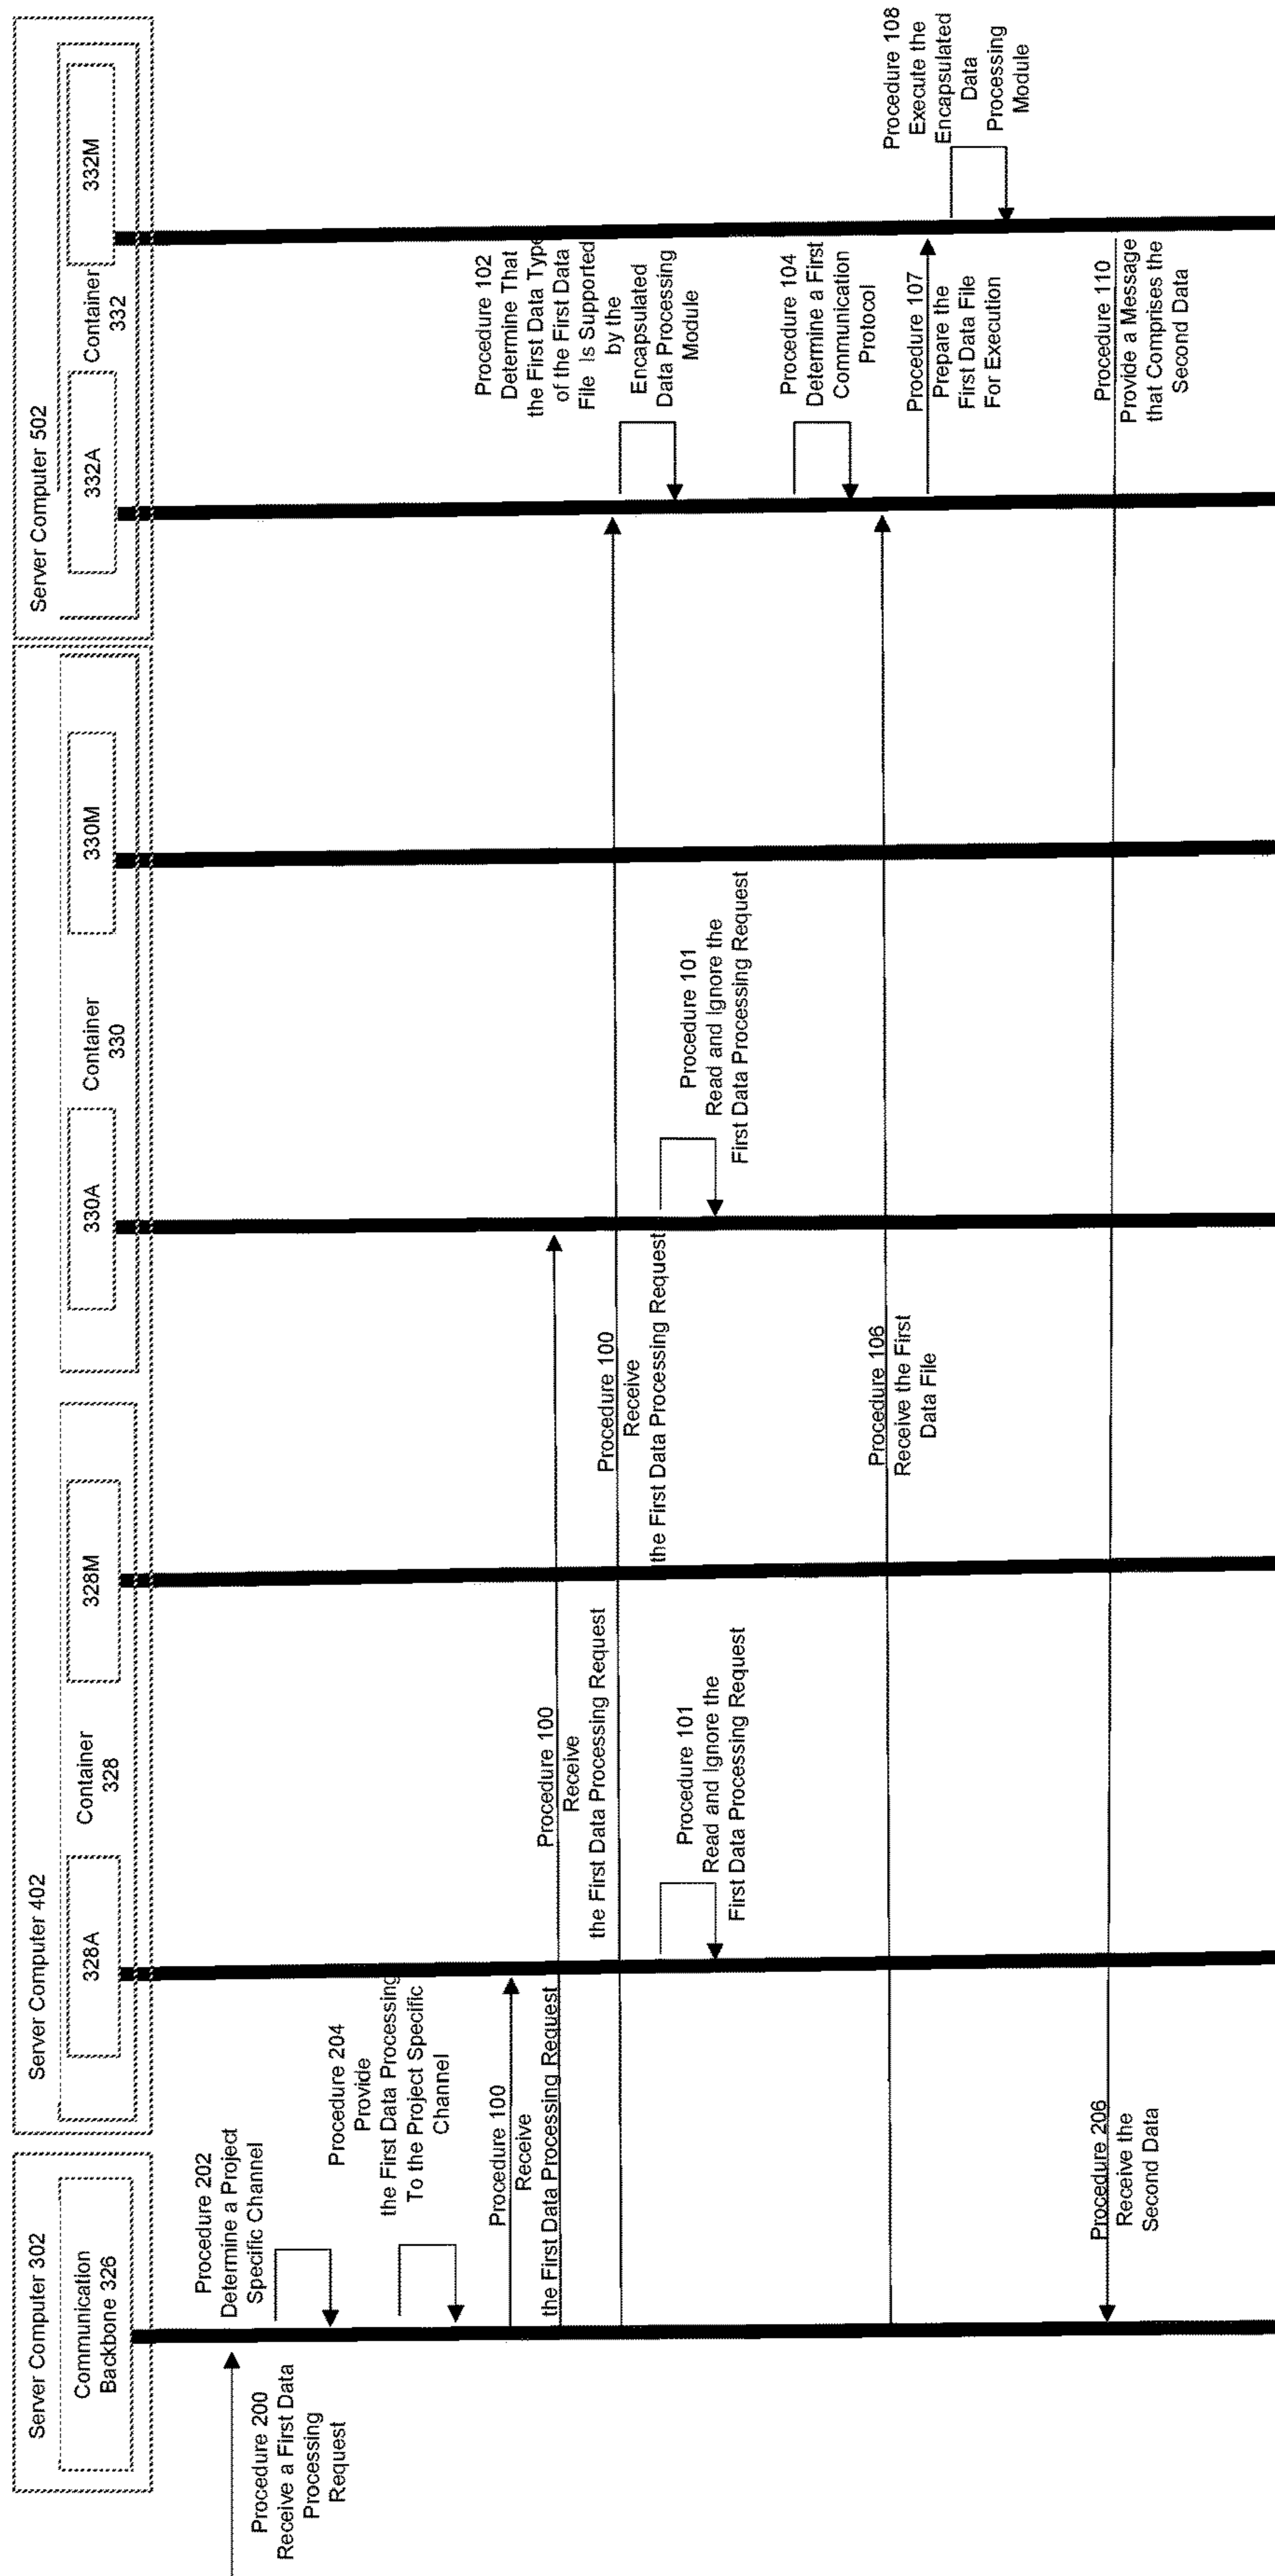 Server Computer 302
Communication
Backbone 326
Server Computer 402
328A
Container
328
328M
330A
Container
330
330M
Server Computer 502
332A
Container
332
332M
Procedure 200
Receive a First Data
Processing
Request
Procedure 202
Determine a Project
Specific Channel
Procedure 204
Provide
the First Data Processing
To the Project Specific
Channel
Procedure 100
Receive
the First Data Processing Request
Procedure 100
Receive
the First Data Processing Request
Procedure 100
Receive
the First Data Processing Request
Procedure 101
Read and Ignore the
First Data Processing Request
Procedure 101
Read and Ignore the
First Data Processing Request
Procedure 102
Determine That
the First Data Type
of the First Data
File Is Supported
by the
Encapsulated
Data Processing
Module
Procedure 104
Determine a First
Communication
Protocol
Procedure 106
Receive the First
Data File
Procedure 107
Prepare the
First Data File
For Execution
Procedure 108
Execute the
Encapsulated
Data
Processing
Module
Procedure 110
Provide a Message
that Comprises the
Second Data
Procedure 206
Receive the
Second Data